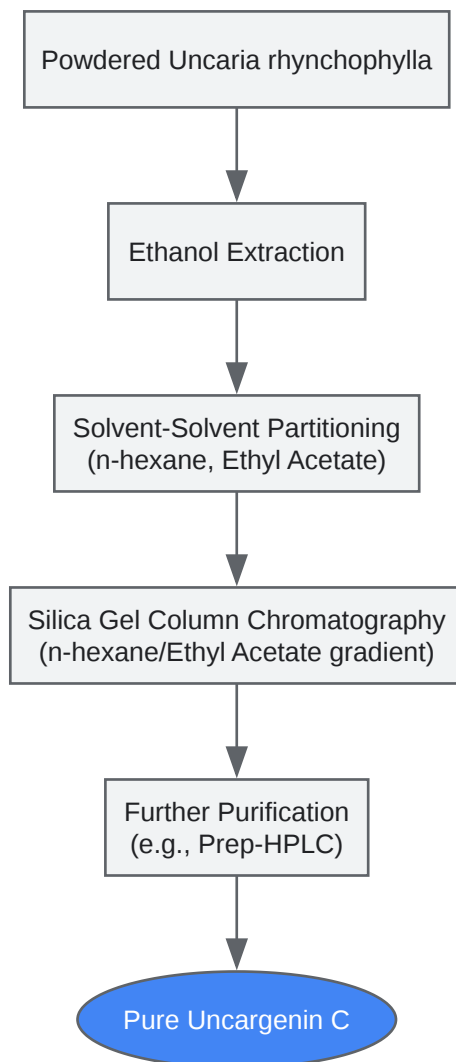 Powdered Uncaria rhynchophylla
Ethanol Extraction
Solvent-Solvent Partitioning
(n-hexane, Ethyl Acetate)
Silica Gel Column Chromatography
(n-hexane/Ethyl Acetate gradient)
Further Purification
(e.g., Prep-HPLC)
Pure Uncargenin C